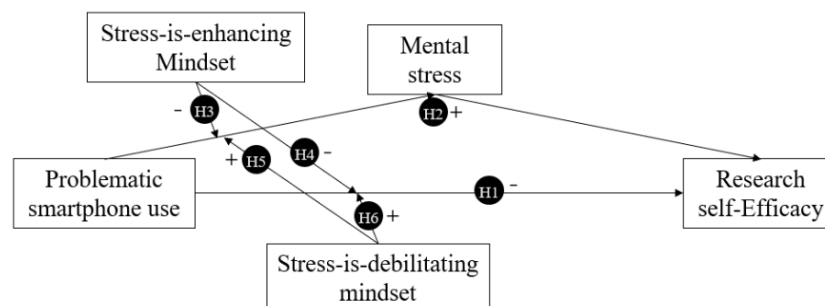 Stress-is-enhancing
Mindset
Mental
stress
- H3
H2 +
+ H5
H4 -
Problematic
smartphone use
H1 -
Research
self-Efficacy
H6 +
Stress-is-debilitating
mindset